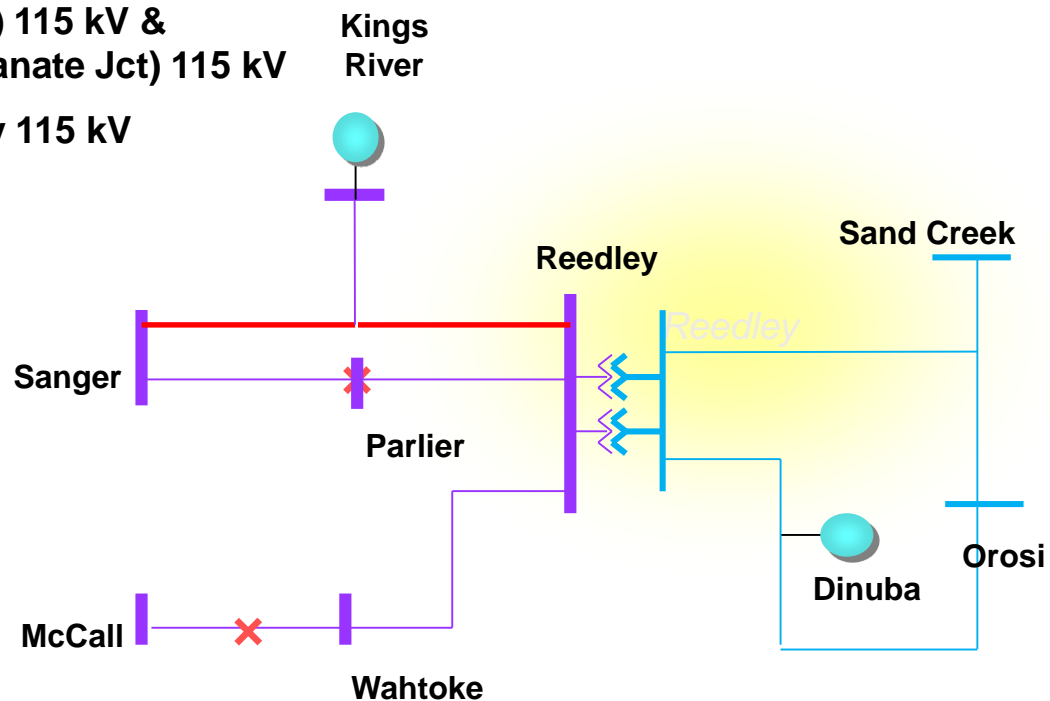 ) 115 kV &
anate Jct) 115 kV
115 kV
Kings
River
Sand Creek
Reedley
Reedley
Sanger
Parlier
Orosi
Dinuba
McCall
Wahtoke